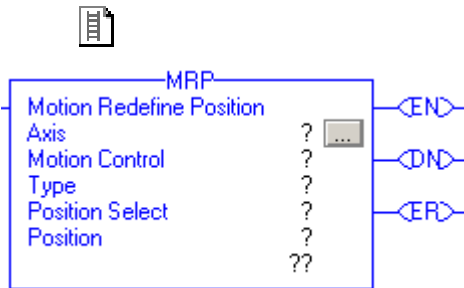 MRP
Motion Redefine Position
Axis ? ...
Motion Control ?
Type ?
Position Select ?
Position ?
??
EN
DN
ER